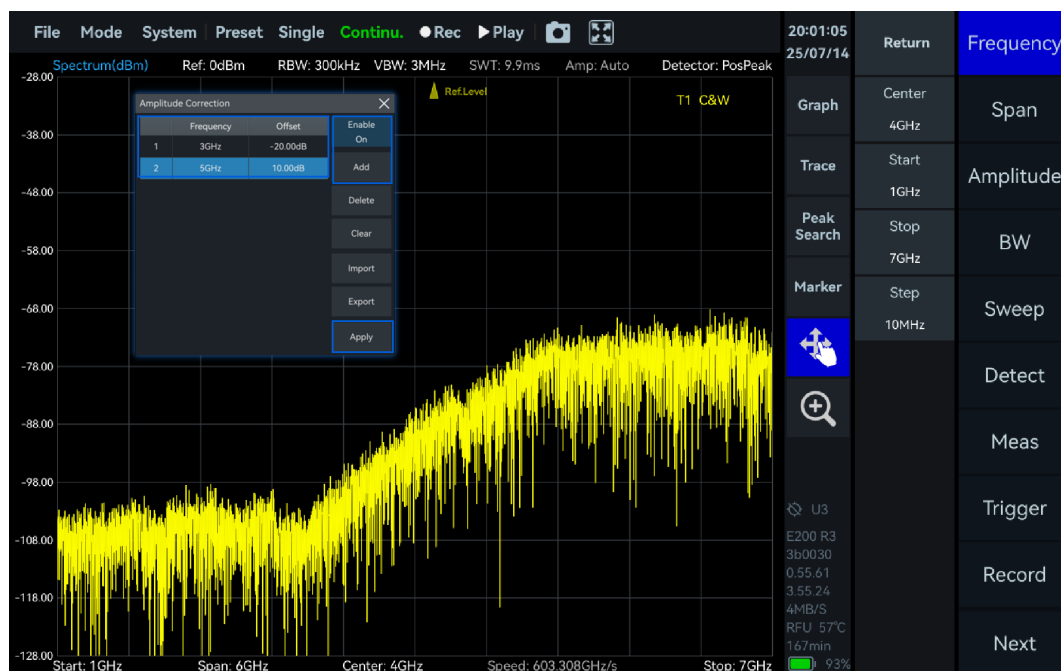 File Mode System Preset Single Continu. Rec Play
20:01:05
25/07/14
Spectrum(dBm) Ref: 0dBm RBW: 300kHz VBW: 3MHz SWT: 9.9ms Amp: Auto Detector: PosPeak
Ref.Level
T1 C&W
-28.00
-38.00
-48.00
-58.00
-68.00
-78.00
-88.00
-98.00
-108.00
-118.00
-128.00
Amplitude Correction
Frequency Offset
1 3GHz -20.00dB
2 5GHz 10.00dB
Enable
On
Add
Delete
Clear
Import
Export
Apply
Start: 1GHz Span: 6GHz Center: 4GHz Speed: 603.308GHz/s Stop: 7GHz
Graph
Trace
Peak
Search
Marker
U3
E200 R3
3b0030
0.55.61
3.55.24
4MB/S
RFU 57℃
167min
93%
Return
Center
4GHz
Start
1GHz
Stop
7GHz
Step
10MHz
Frequency
Span
Amplitude
BW
Sweep
Detect
Meas
Trigger
Record
Next